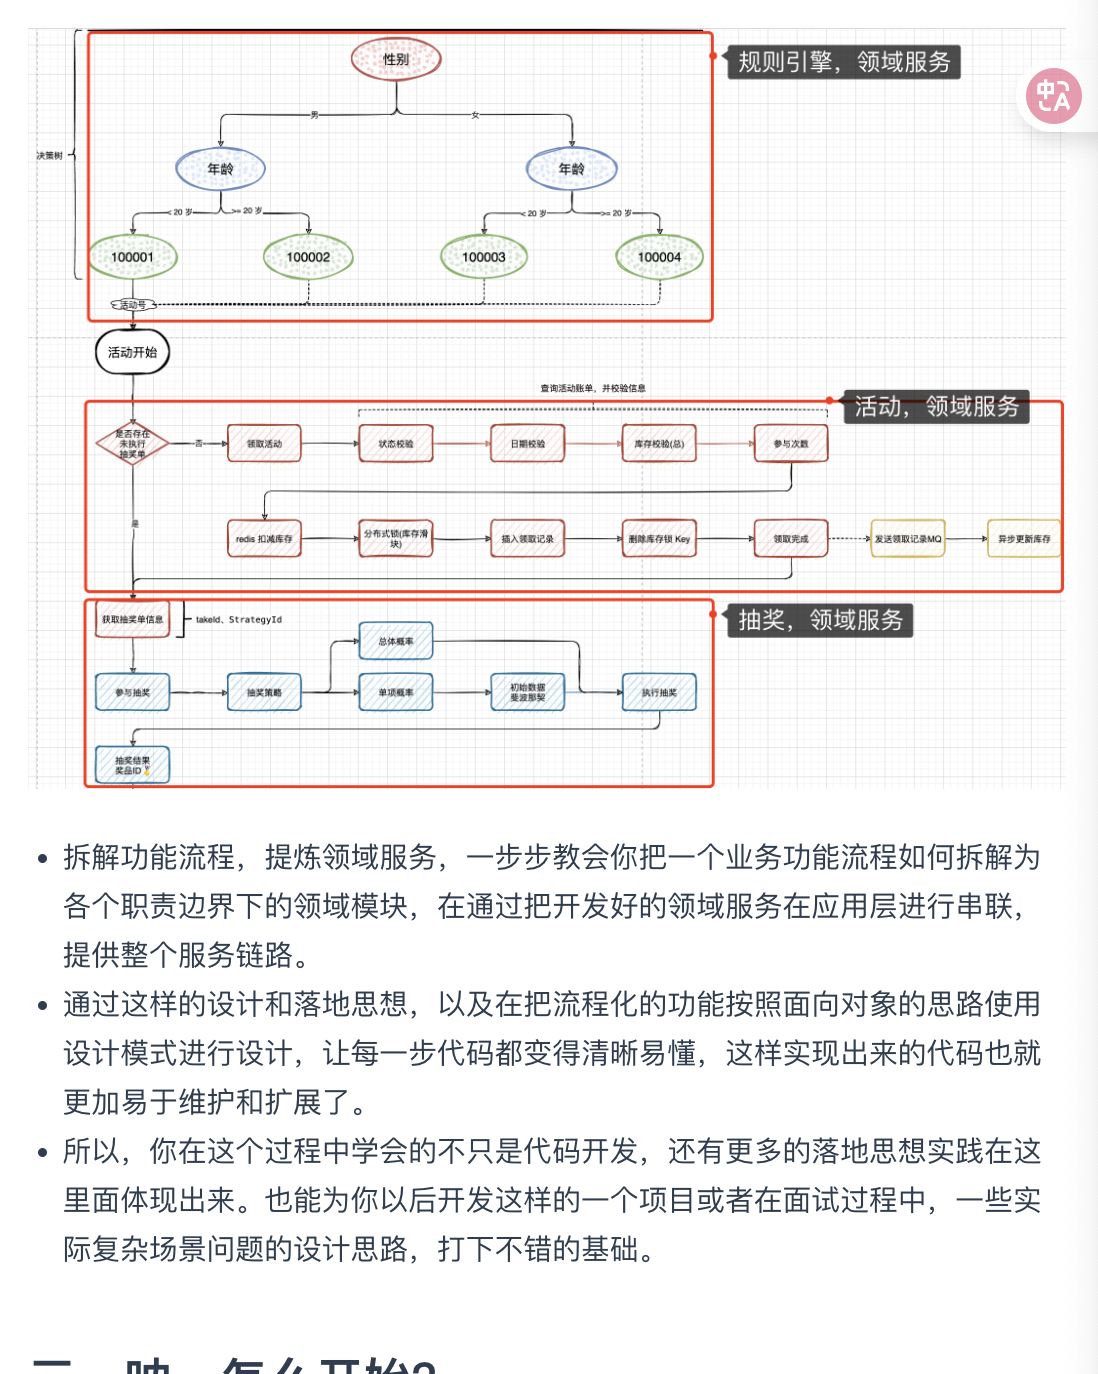 性别
规则引擎，领域服务
中A
男
女
决策树
年龄
年龄
< 20 岁
>= 20 岁
< 20 岁
>= 20 岁
100001
100002
100003
100004
活动号
活动开始
查询活动账单，并校验信息
活动，领域服务
是否存在
未执行
抽奖单
否
领取活动
状态校验
日期校验
库存校验(总)
参与次数
是
redis 扣减库存
分布式锁(库存滑
块)
插入领取记录
删除库存锁 Key
领取完成
发送领取记录MQ
异步更新库存
获取抽奖单信息
takeId、StrategyId
抽奖，领域服务
总体概率
参与抽奖
抽奖策略
单项概率
初始数据
斐波那契
执行抽奖
抽奖结果
奖品ID
拆解功能流程，提炼领域服务，一步步教会你把一个业务功能流程如何拆解为
各个职责边界下的领域模块，在通过把开发好的领域服务在应用层进行串联，
提供整个服务链路。
通过这样的设计和落地思想，以及在把流程化的功能按照面向对象的思路使用
设计模式进行设计，让每一步代码都变得清晰易懂，这样实现出来的代码也就
更加易于维护和扩展了。
所以，你在这个过程中学会的不只是代码开发，还有更多的落地思想实践在这
里面体现出来。也能为你以后开发这样的一个项目或者在面试过程中，一些实
际复杂场景问题的设计思路，打下不错的基础。
怎么开始?